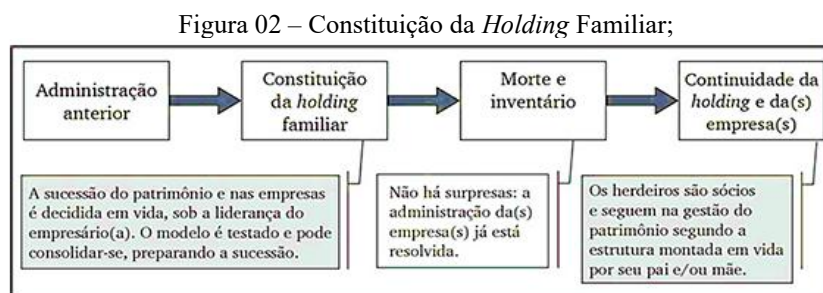 Figura 02 – Constituição da Holding Familiar;
Administração
anterior
Constituição
da holding
familiar
Morte e
inventário
Continuidade da
holding e da(s)
empresa(s)
A sucessão do patrimônio e nas empresas
é decidida em vida, sob a liderança do
empresário(a). O modelo é testado e pode
consolidar-se, preparando a sucessão.
Não há surpresas: a
administração da(s)
empresa(s) já está
resolvida.
Os herdeiros são sócios
e seguem na gestão do
patrimônio segundo a
estrutura montada em vida
por seu pai e/ou mãe.